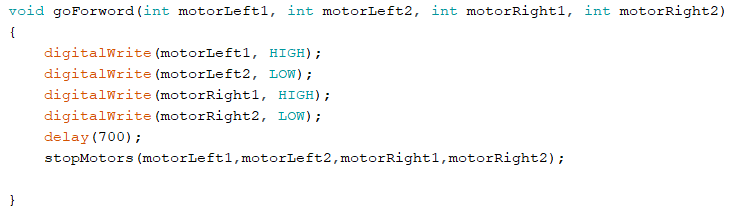 void goForword(int motorLeft1, int motorLeft2, int motorRight1, int motorRight2)
{
digitalWrite(motorLeft1, HIGH);
digitalWrite(motorLeft2, LOW);
digitalWrite(motorRight1, HIGH);
digitalWrite(motorRight2, LOW);
delay(700);
stopMotors(motorLeft1,motorLeft2,motorRight1,motorRight2);
}